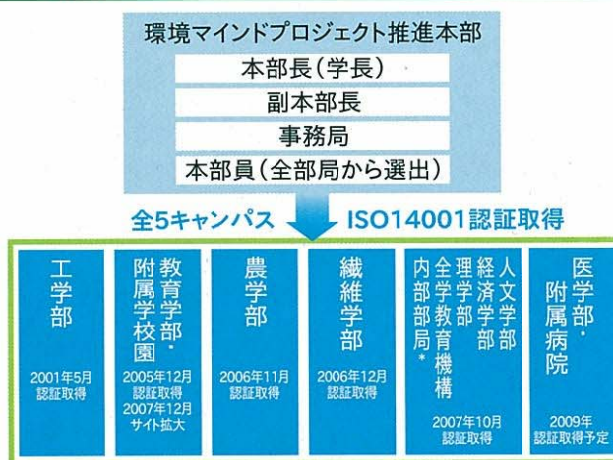 環境マインドプロジェクト推進本部
本部長（学長）
副本部長
事務局
本部員（全部局から選出）
全5キャンパス
ISO14001認証取得
工学部
2001年5月
認証取得
教育学部・
附属学校園
2005年12月
認証取得
2007年12月
サイト拡大
農学部
2006年11月
認証取得
繊維学部
2006年12月
認証取得
人文学部
経済学部
理学部
全学教育機構
内部部局*
2007年10月
認証取得
医学部・
附属病院
2009年
認証取得予定